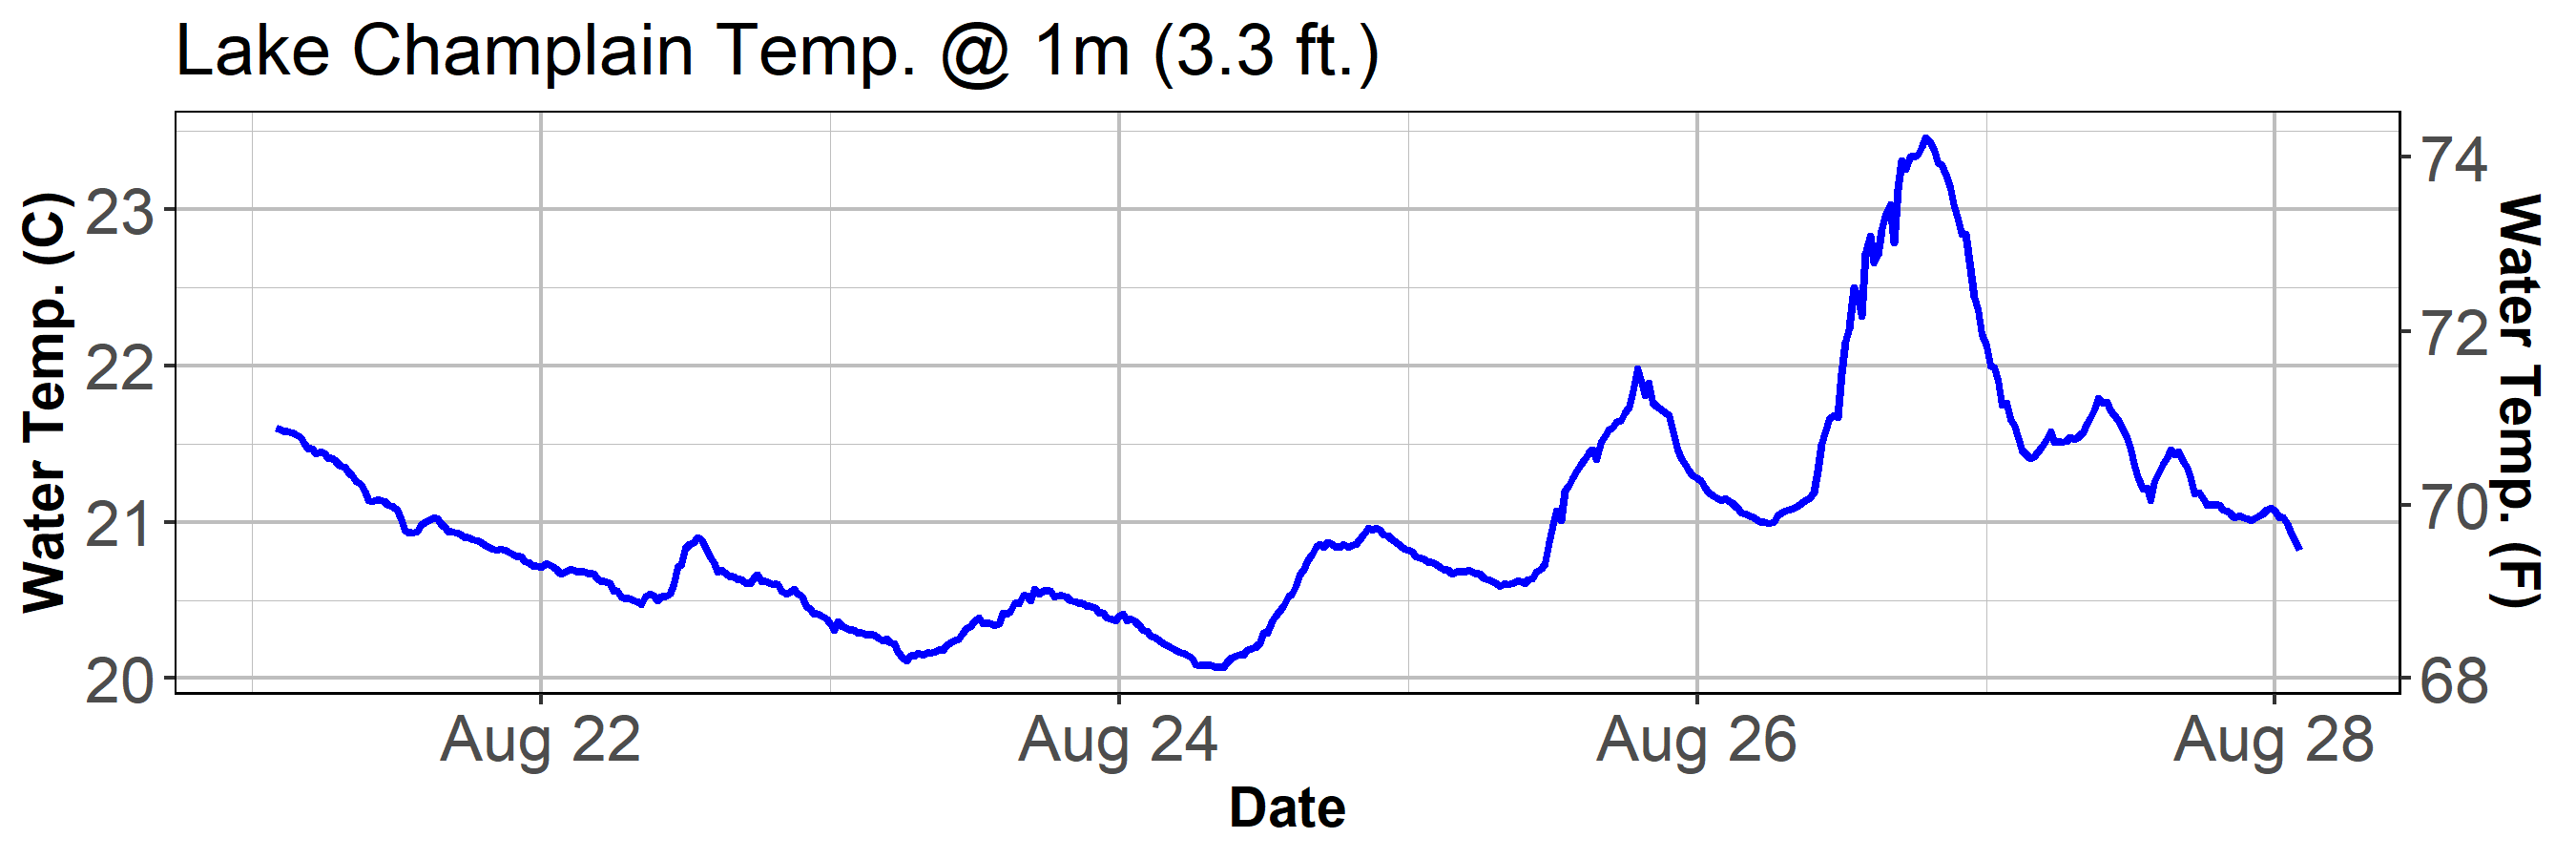 Lake Champlain Temp. @ 1m (3.3 ft.)
Water Temp. (C)
23
22
21
20
74
72
70
68
Water Temp. (F)
Aug 22
Aug 24
Aug 26
Aug 28
Date